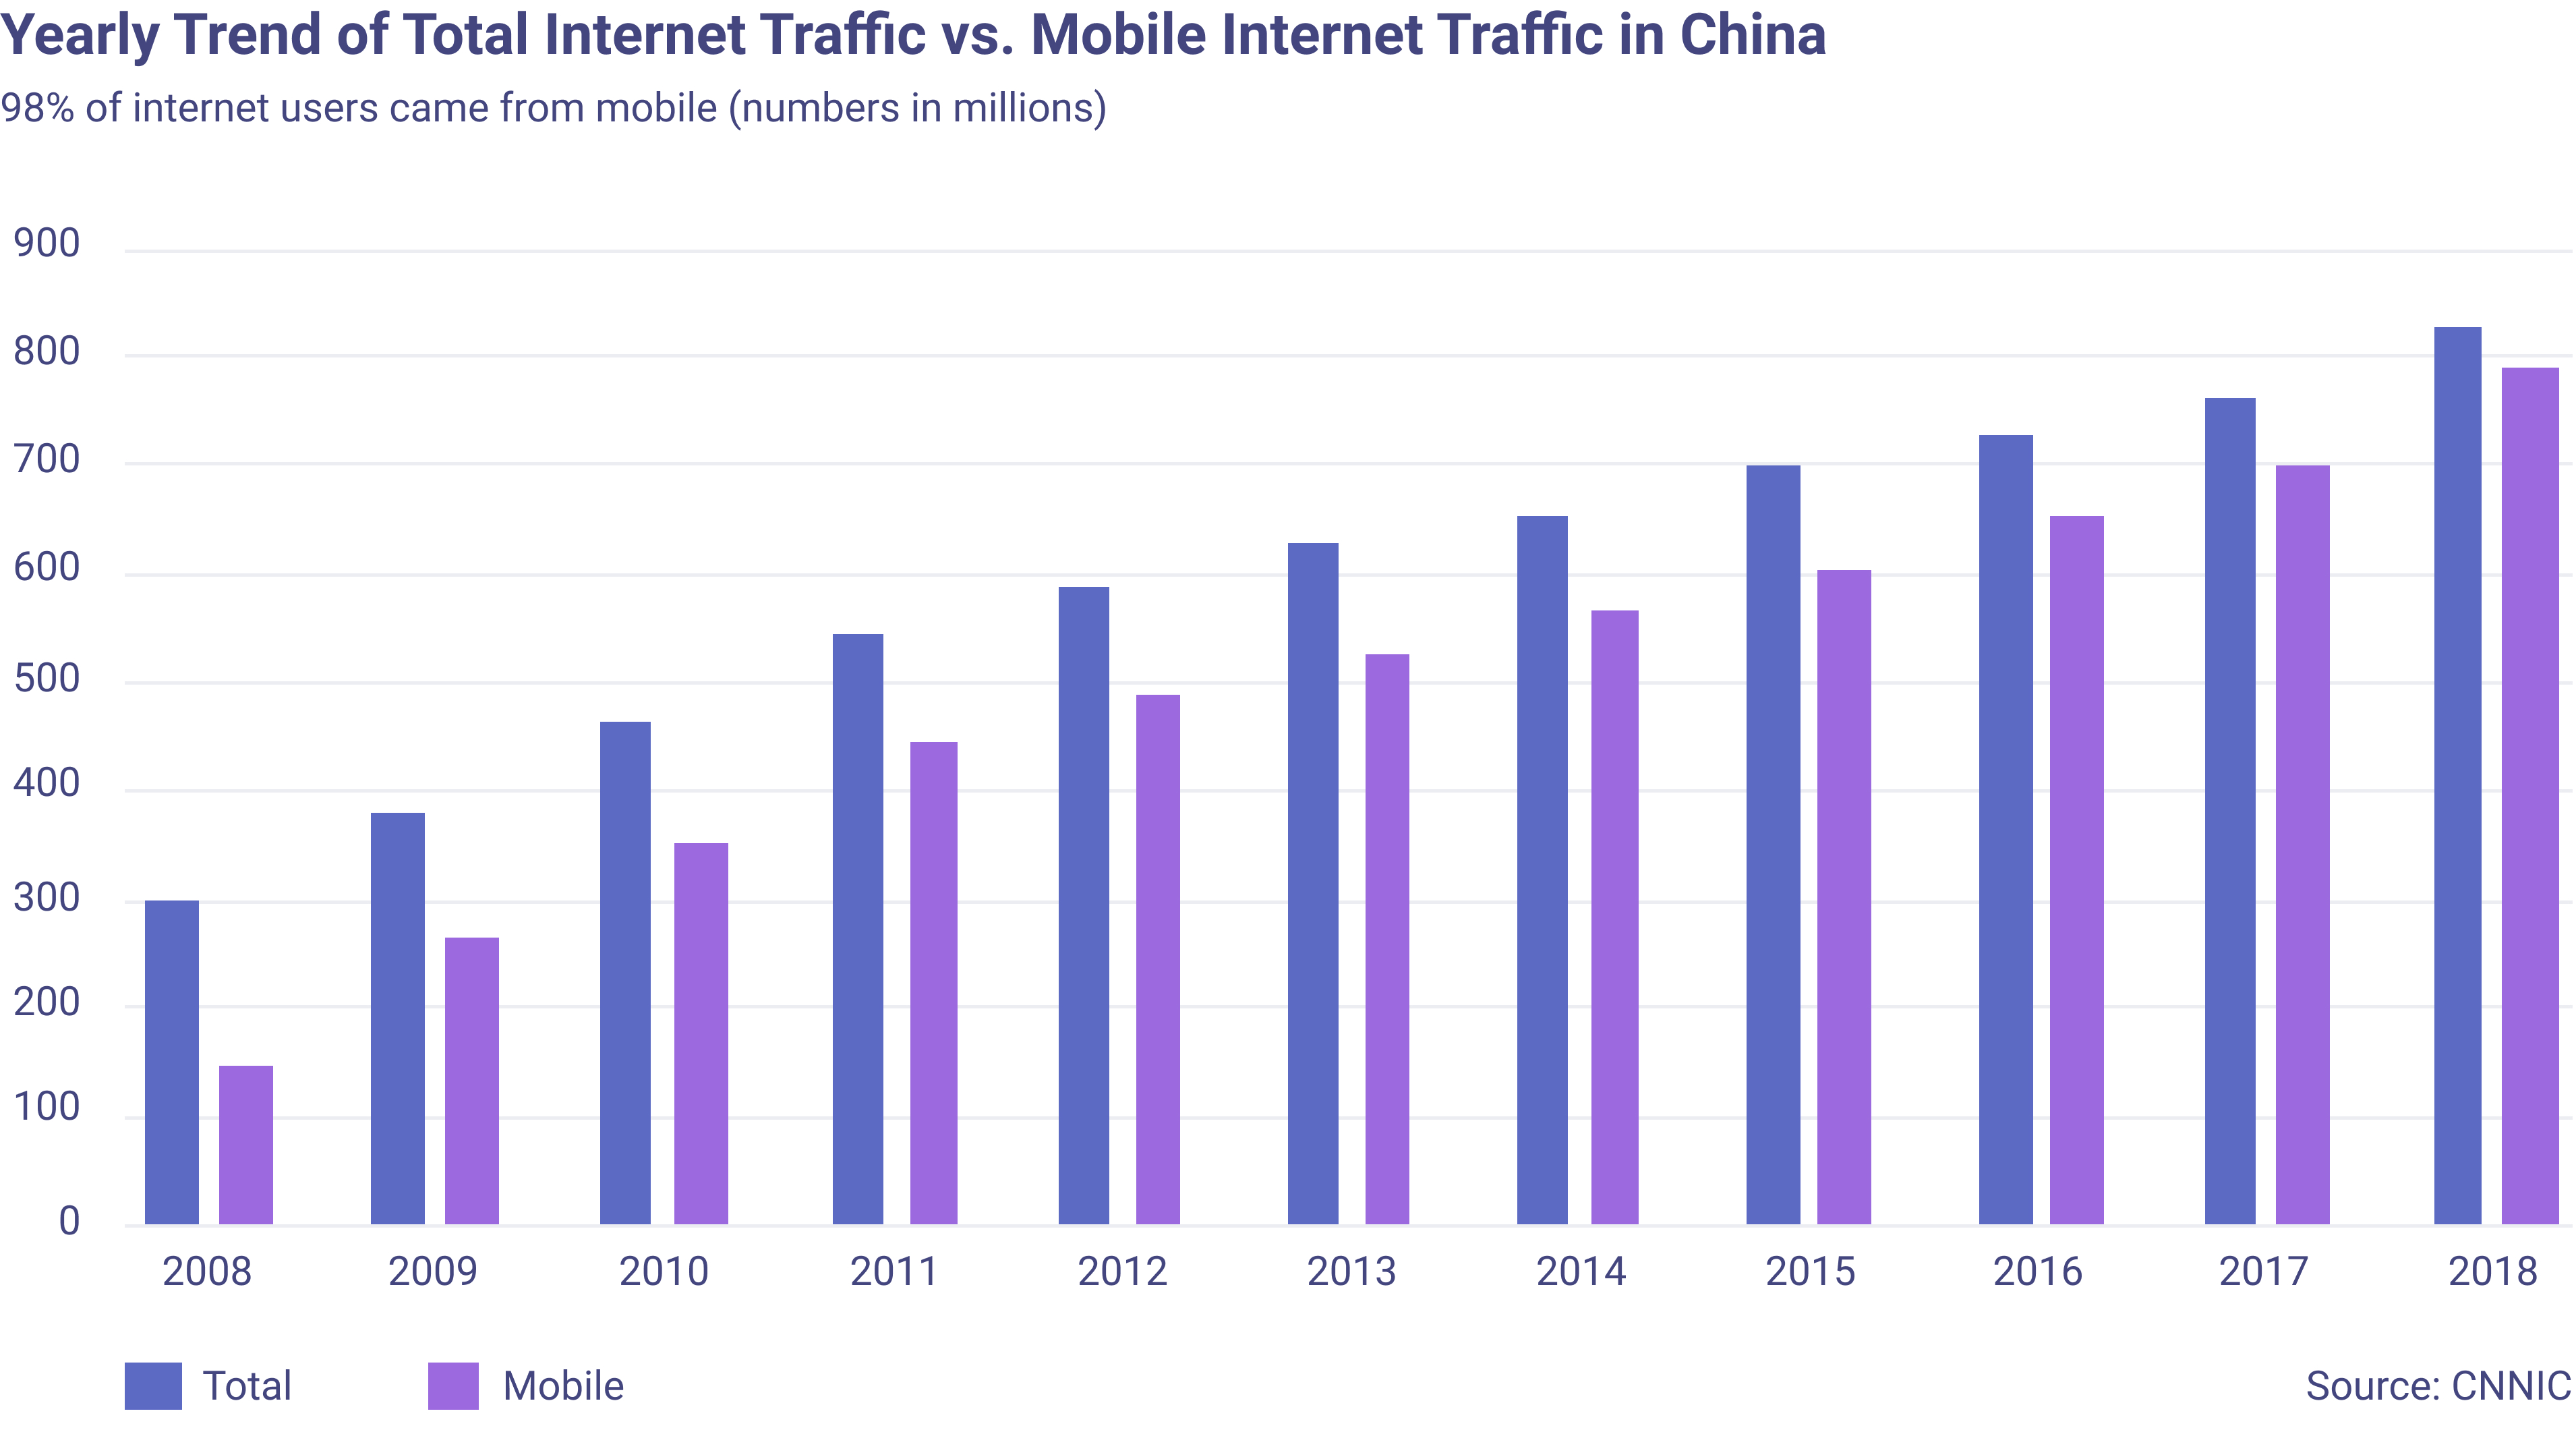 Yearly Trend of Total Internet Traffic vs. Mobile Internet Traffic in China
98% of internet users came from mobile (numbers in millions)
900
800
700
600
500
400
300
200
100
0
2008 2009 2010 2011 2012 2013 2014 2015 2016 2017 2018
Total Mobile Source: CNNIC